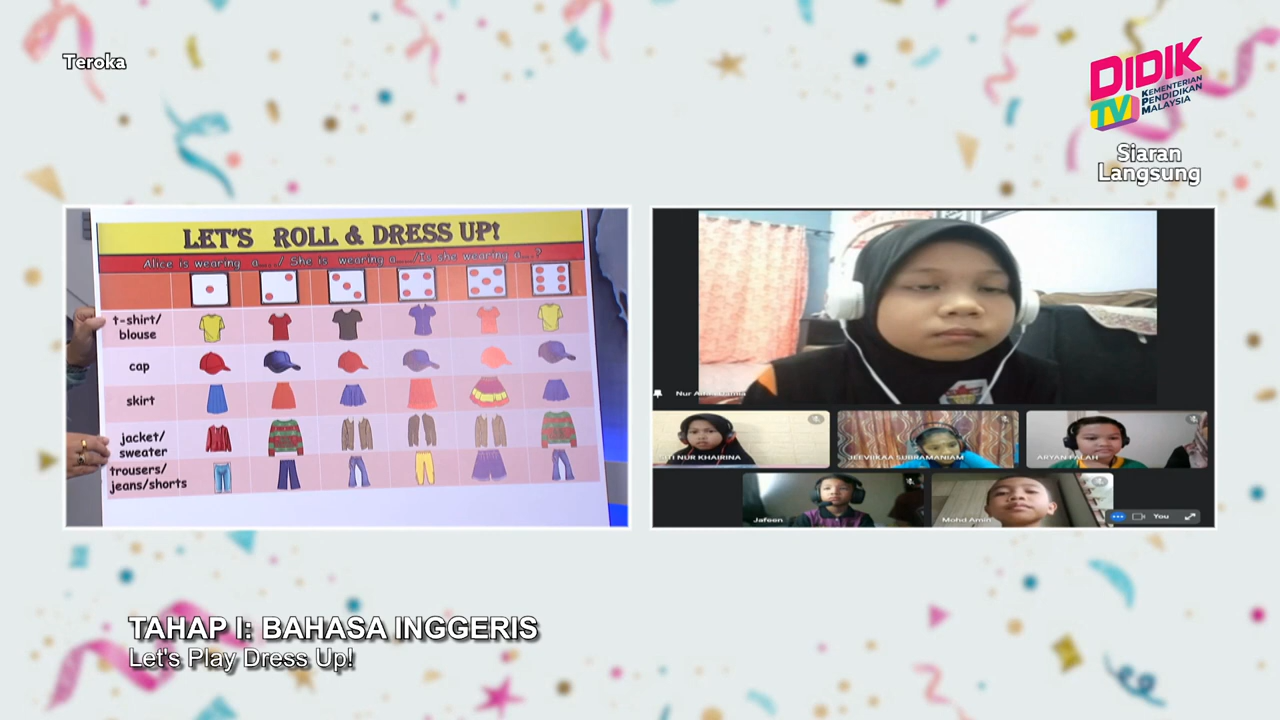 Teroka
DIDIK
TV
KEMENTERIAN
PENDIDIKAN
MALAYSIA
Siaran
Langsung
LET'S ROLL & DRESS UP!
Alice is wearing a..../ She is wearing a..../Is she wearing a...?
t-shirt/
blouse
cap
skirt
jacket/
sweater
trousers/
jeans/shorts
Nur
NUR KHAIRINA
JEEVIKAA SUBRAMANIAM
ARYAN FALAH
Jafeen
Mohd Amin
You
TAHAP I: BAHASA INGGERIS
Let's Play Dress Up!